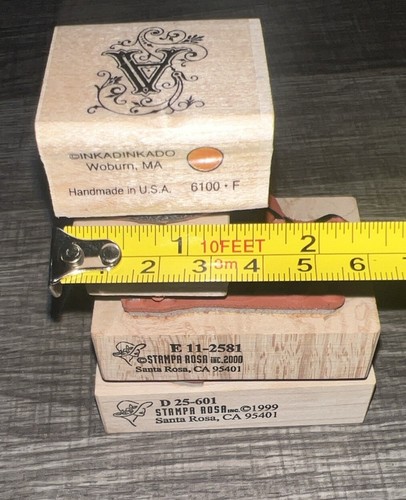 A
©INKADINKADO
Woburn, MA
Handmade in U.S.A. 6100 • F
1 10FEET 2
2 3m 4 5 6
E 11-2581
©STAMPA ROSA INC. 2000
Santa Rosa, CA 95401
D 25-601
STAMPA ROSA INC. ©1999
Santa Rosa, CA 95401